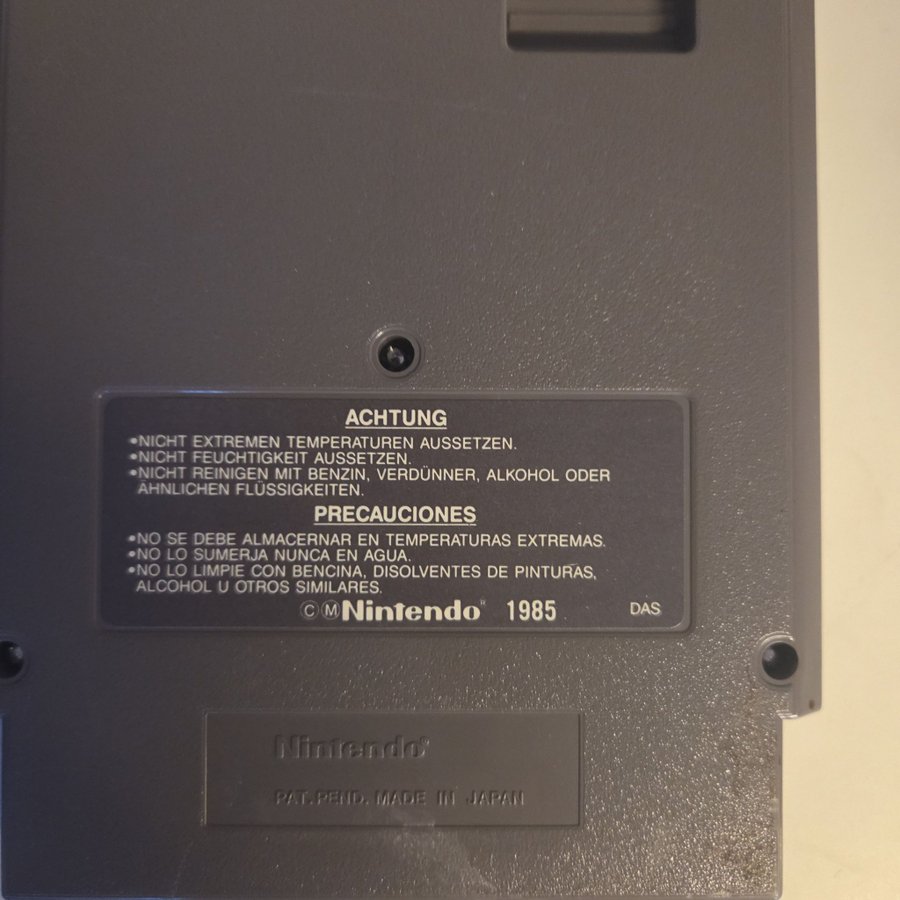 ACHTUNG
•NICHT EXTREMEN TEMPERATUREN AUSSETZEN.
•NICHT FEUCHTIGKEIT AUSSETZEN.
•NICHT REINIGEN MIT BENZIN, VERDÜNNER, ALKOHOL ODER
ÄHNLICHEN FLÜSSIGKEITEN.
PRECAUCIONES
•NO SE DEBE ALMACERNAR EN TEMPERATURAS EXTREMAS.
•NO LO SUMERJA NUNCA EN AGUA.
•NO LO LIMPIE CON BENCINA, DISOLVENTES DE PINTURAS,
ALCOHOL U OTROS SIMILARES.
©Ⓜ Nintendo® 1985 DAS
Nintendo®
PAT. PEND. MADE IN JAPAN